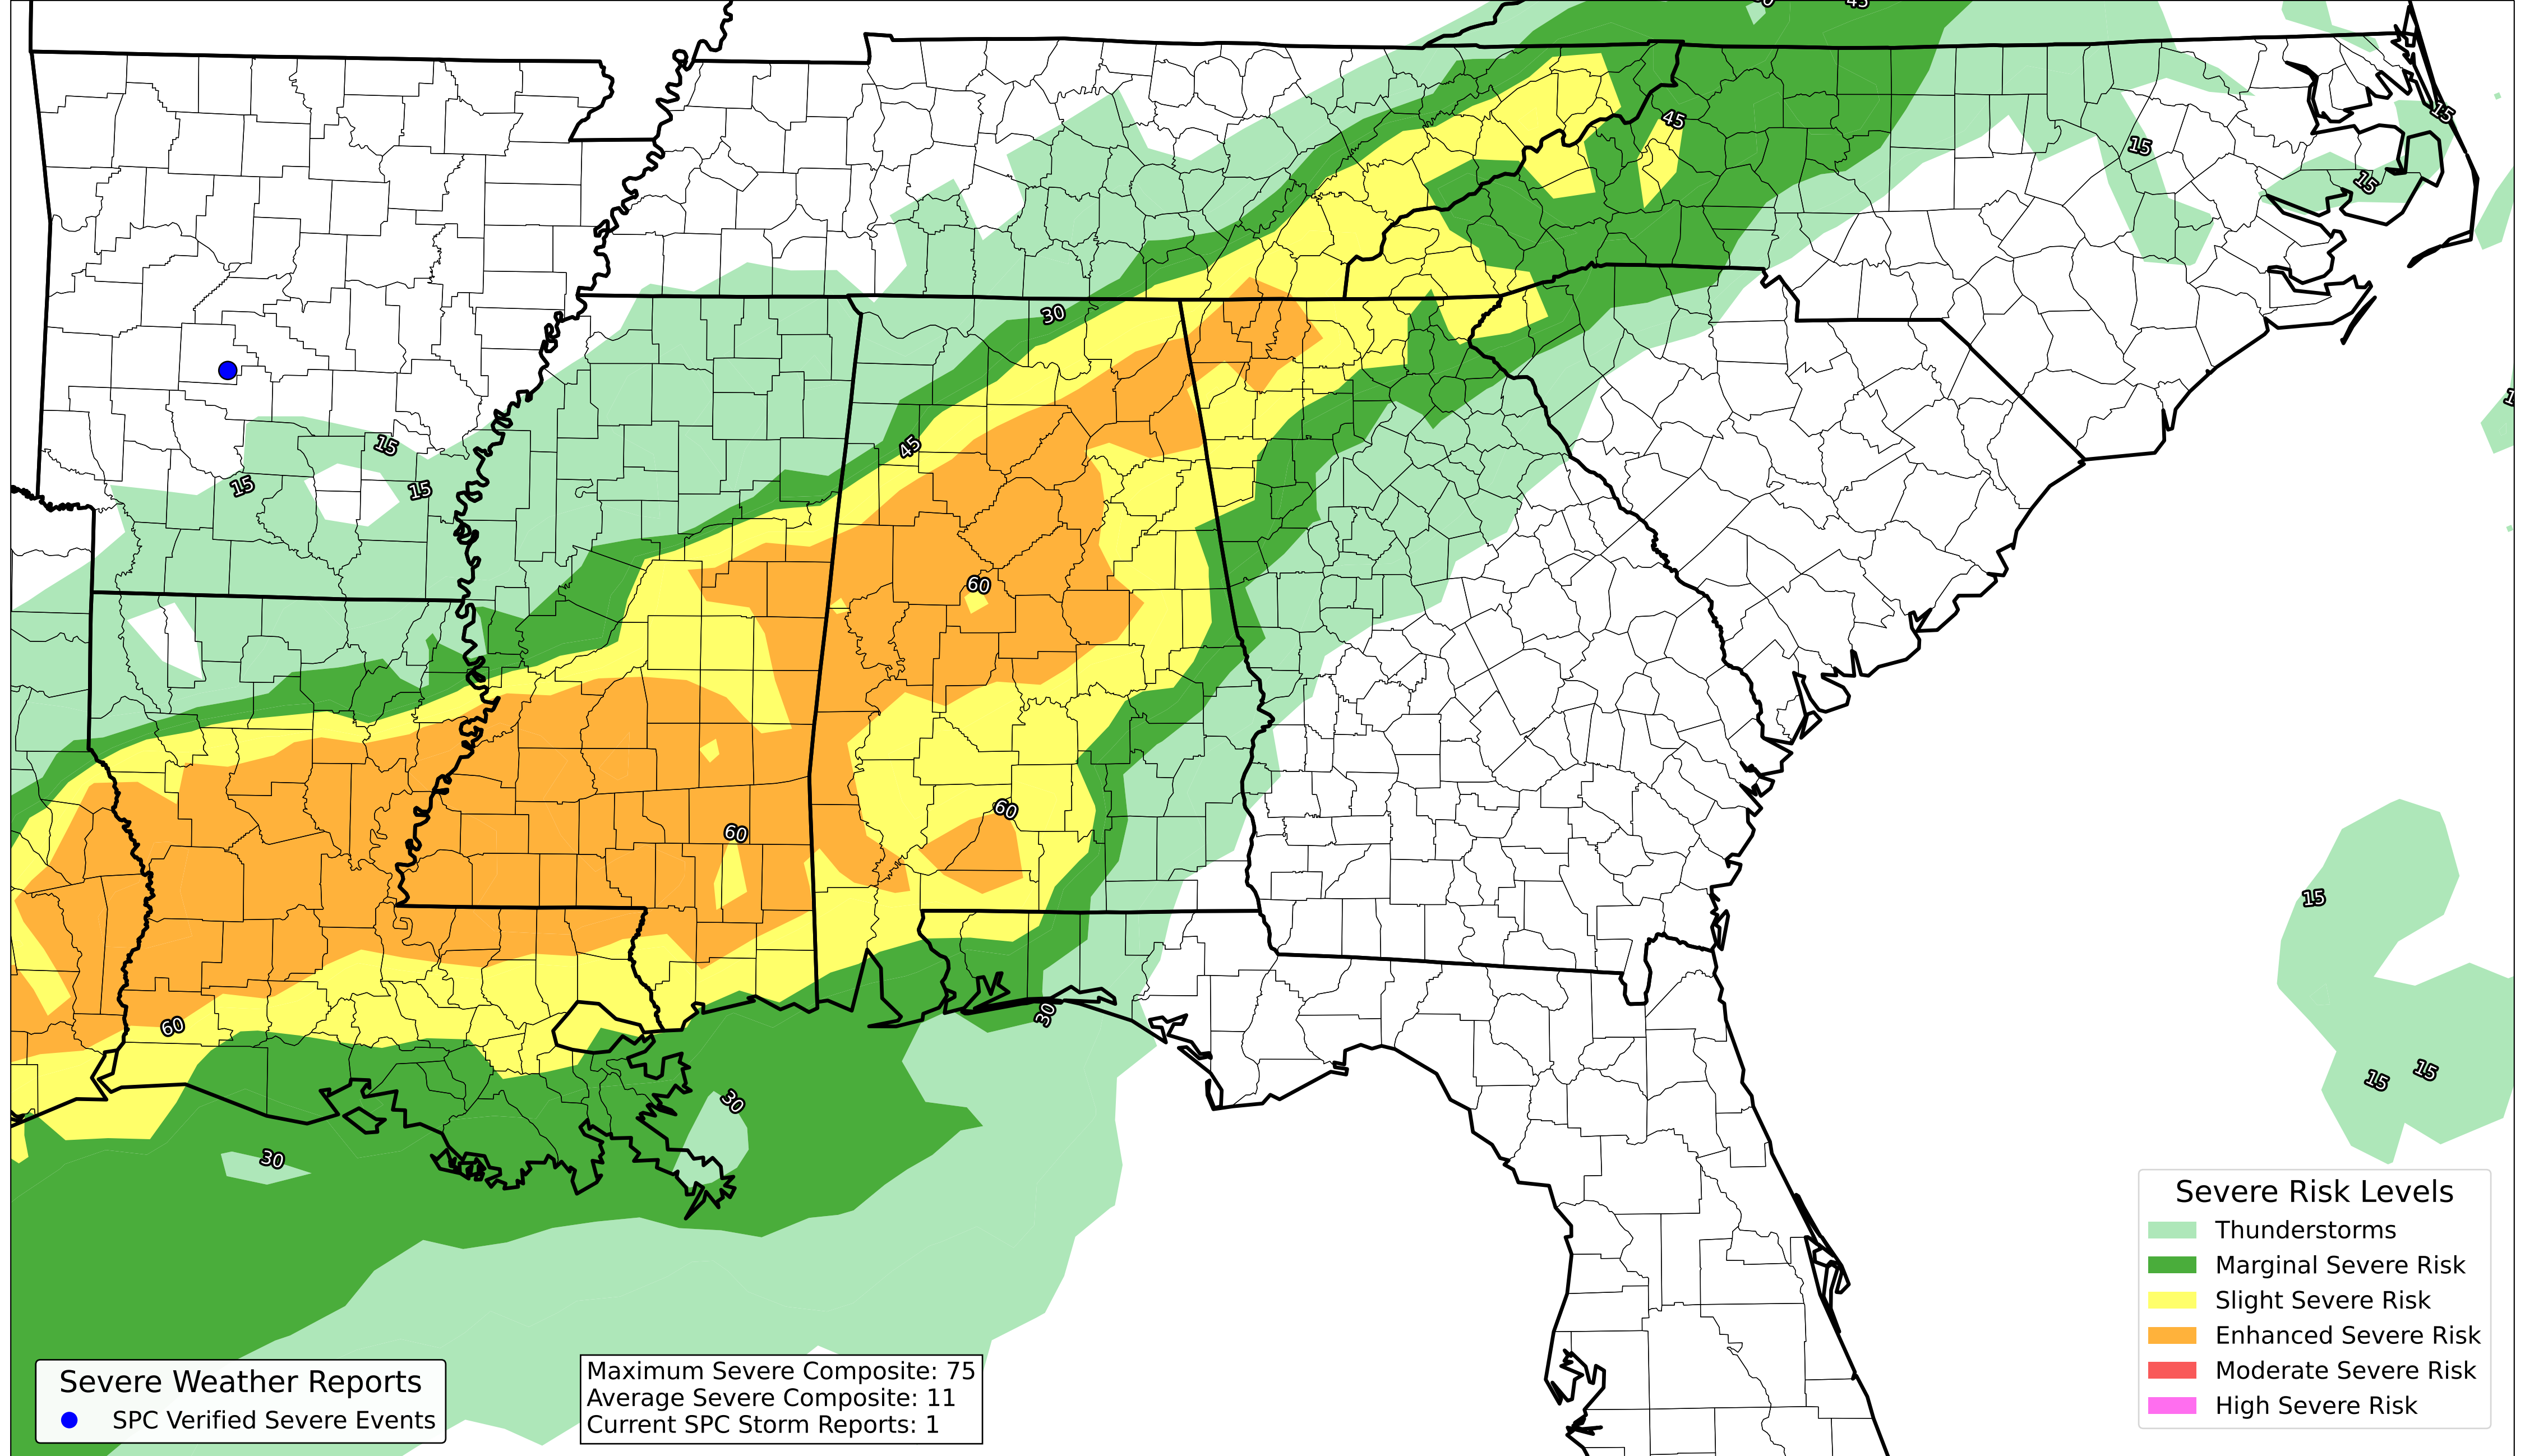 45
45
15
15
15
30
45
15
15
15
60
60
60
15
60
30
15
15
30
30
Severe Risk Levels
Thunderstorms
Marginal Severe Risk
Slight Severe Risk
Enhanced Severe Risk
Moderate Severe Risk
High Severe Risk
Severe Weather Reports
SPC Verified Severe Events
Maximum Severe Composite: 75
Average Severe Composite: 11
Current SPC Storm Reports: 1